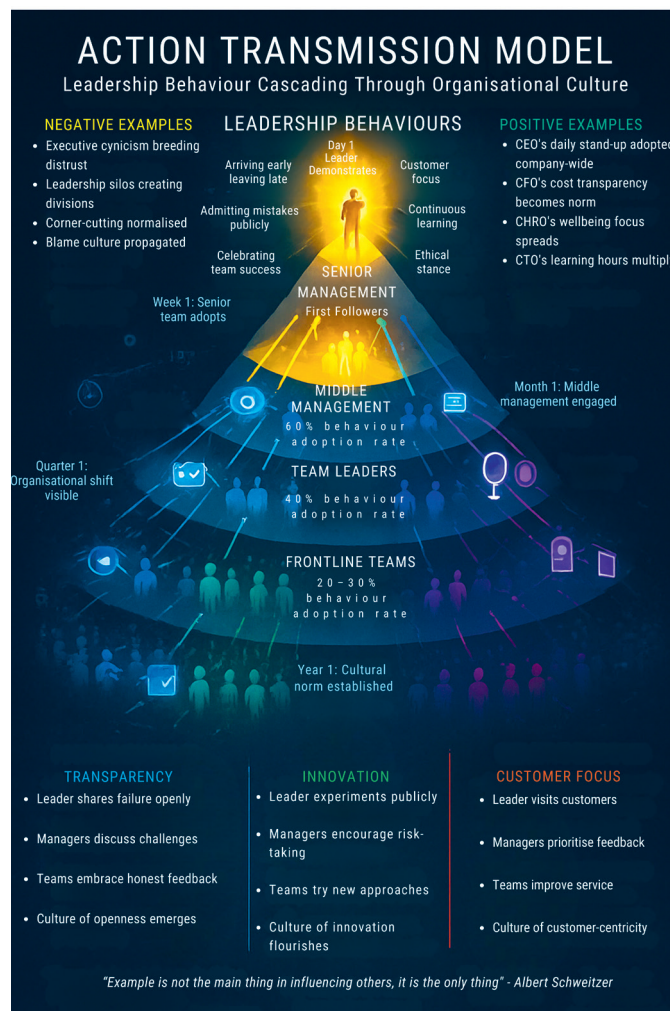 ACTION TRANSMISSION MODEL
Leadership Behaviour Cascading Through Organisational Culture
NEGATIVE EXAMPLES
• Executive cynicism breeding
distrust
• Leadership silos creating
divisions
• Corner-cutting normalised
• Blame culture propagated
LEADERSHIP BEHAVIOURS
Day 1
Leader
Demonstrates
Arriving early
leaving late
Admitting mistakes
publicly
Celebrating
team success
Customer
focus
Continuous
learning
Ethical
stance
POSITIVE EXAMPLES
• CEO's daily stand-up adopted
company-wide
• CFO's cost transparency
becomes norm
• CHRO's wellbeing focus
spreads
• CTO's learning hours multipl
SENIOR
MANAGEMENT
First Followers
Week 1: Senior
team adopts
MIDDLE
MANAGEMENT
60% behaviour
adoption rate
Month 1: Middle
management engaged
TEAM LEADERS
40% behaviour
adoption rate
Quarter 1:
Organisational shift
visible
FRONTLINE TEAMS
20–30%
behaviour
adoption rate
Year 1: Cultural
norm established
TRANSPARENCY
• Leader shares failure openly
• Managers discuss challenges
• Teams embrace honest feedback
• Culture of openness emerges
INNOVATION
• Leader experiments publicly
• Managers encourage risk-
taking
• Teams try new approaches
• Culture of innovation
flourishes
CUSTOMER FOCUS
• Leader visits customers
• Managers prioritise feedback
• Teams improve service
• Culture of customer-centricity
“Example is not the main thing in influencing others, it is the only thing" - Albert Schweitzer